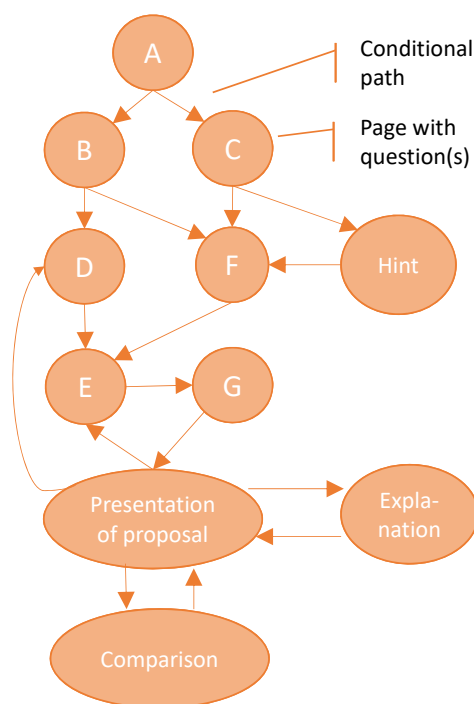 A
Conditional
path
B
C
Page with
question(s)
D
F
Hint
E
G
Presentation
of proposal
Expla-
nation
Comparison